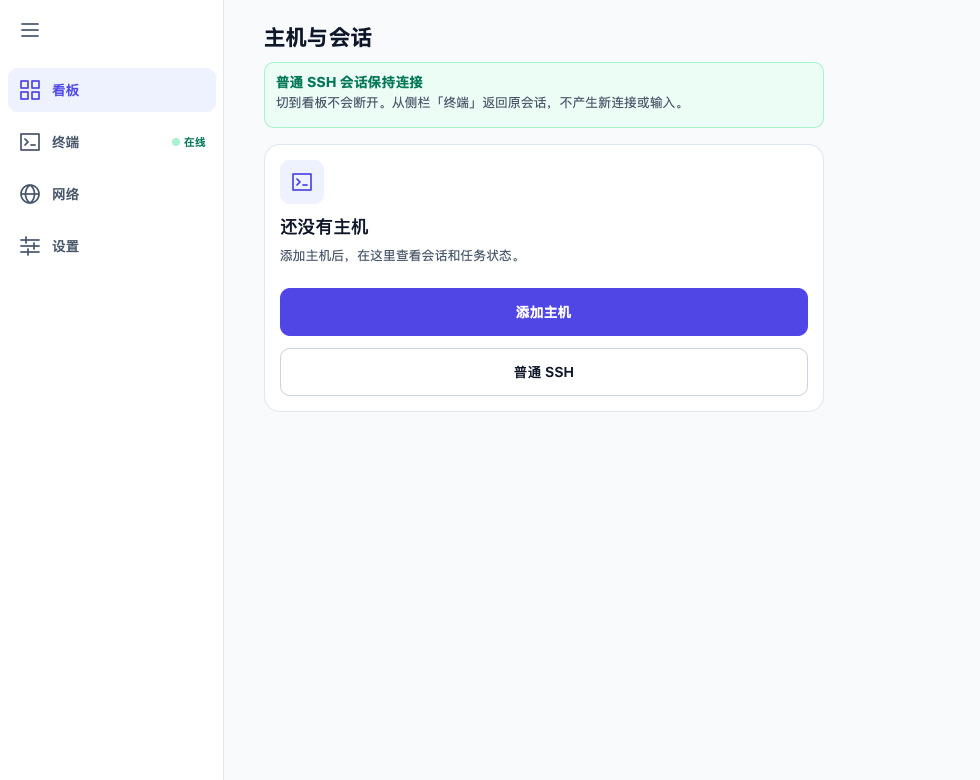 看板
终端
在线
网络
设置
主机与会话
普通 SSH 会话保持连接
切到看板不会断开。从侧栏「终端」返回原会话，不产生新连接或输入。
还没有主机
添加主机后，在这里查看会话和任务状态。
添加主机
普通 SSH